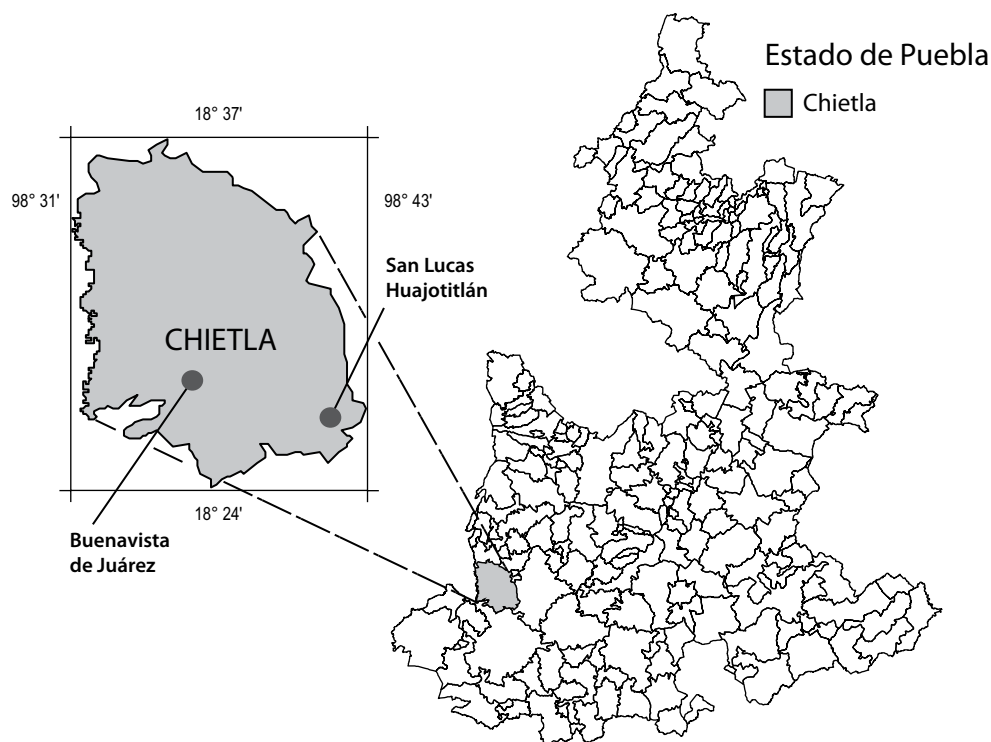 Estado de Puebla
Chietla
18° 37'
98° 31'
98° 43'
San Lucas
Huajotitlán
CHIETLA
18° 24'
Buenavista
de Juárez